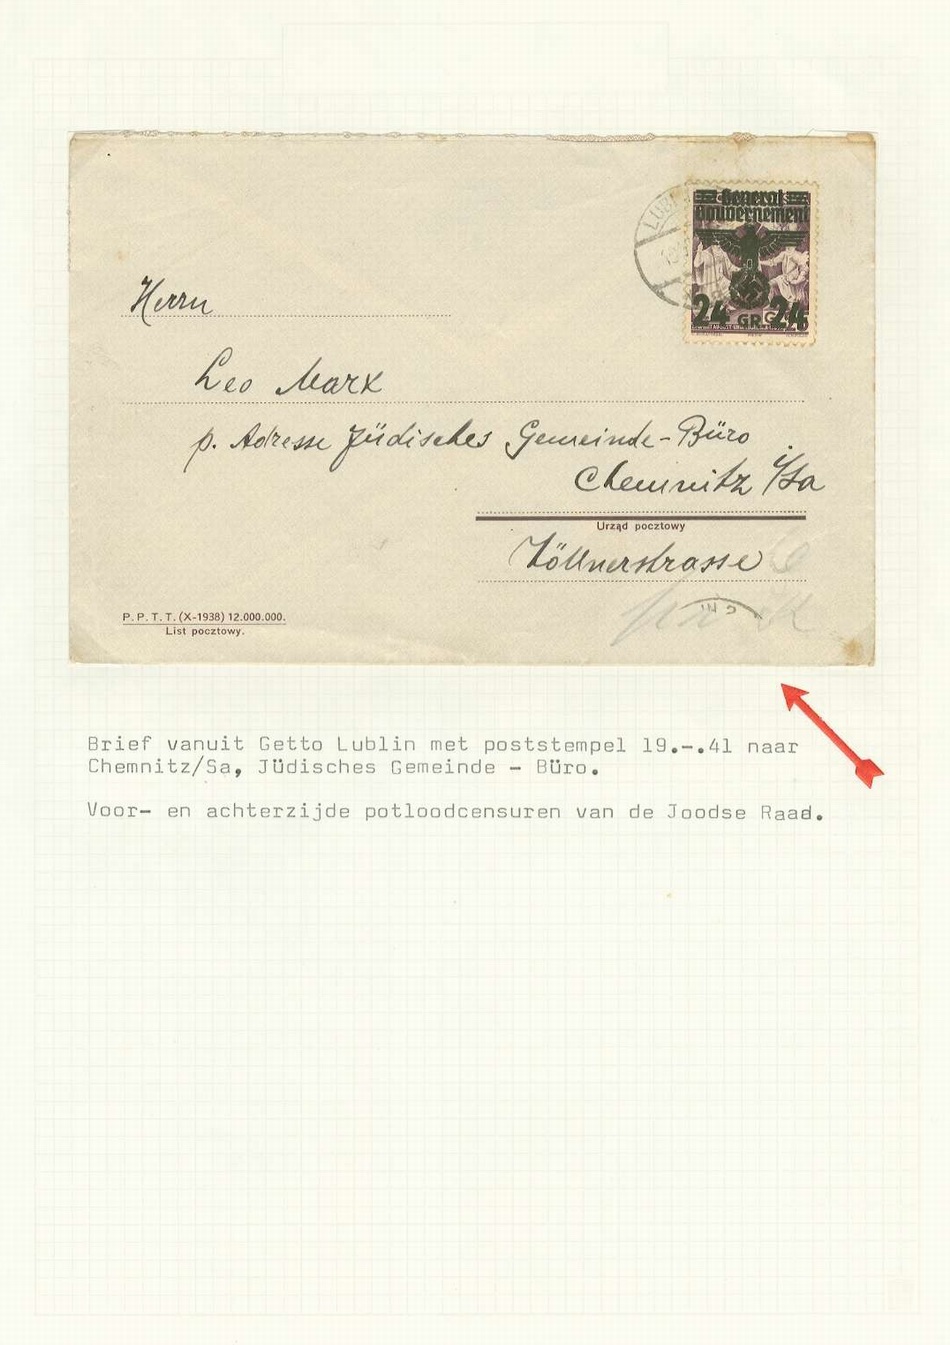 LUBL
General
Gouvernement
24 GR 24
Herrn
Leo Marx
p. Adresse Jüdisches Gemeinde-Büro
Chemnitz i/Sa
Urząd pocztowy
Zöllnerstrasse
P. P. T. T. (X-1938) 12.000.000.
List pocztowy.
Brief vanuit Getto Lublin met poststempel 19.-.41 naar
Chemnitz/Sa, Jüdisches Gemeinde - Büro.
Voor- en achterzijde potloodcensuren van de Joodse Raad.